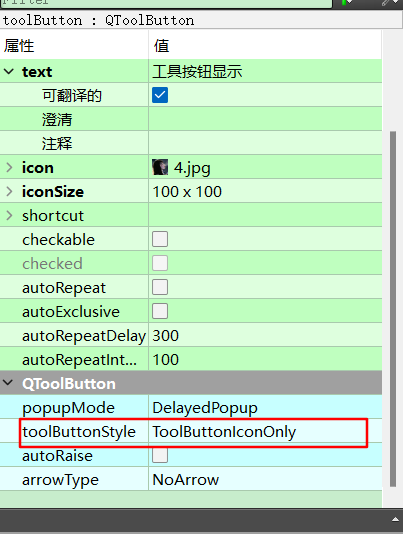 Filter
toolButton : QToolButton
属性 值
text 工具按钮显示
可翻译的
澄清
注释
icon 4.jpg
iconSize 100 x 100
shortcut
checkable
checked
autoRepeat
autoExclusive
autoRepeatDelay 300
autoRepeatInt... 100
QToolButton
popupMode DelayedPopup
toolButtonStyle ToolButtonIconOnly
autoRaise
arrowType NoArrow